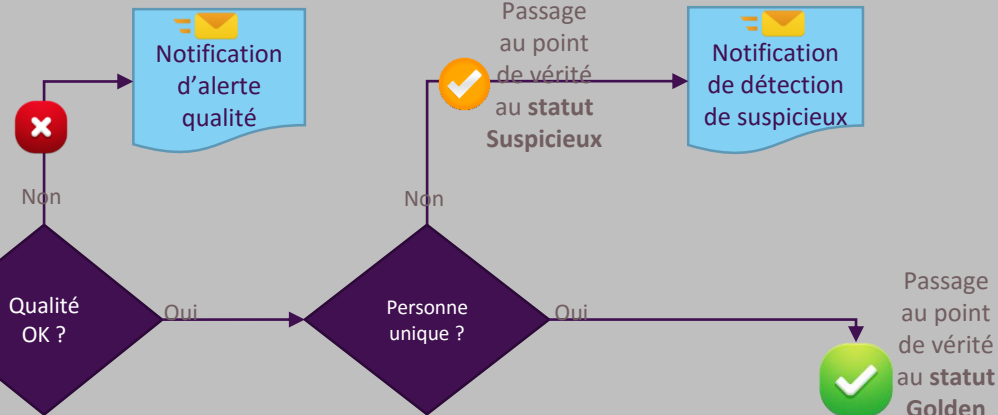 Notification
d’alerte
qualité
Passage
au point
de vérité
au statut
Suspicieux
Notification
de détection
de suspicieux
Non
Non
Qualité
OK ?
Oui
Personne
unique ?
Oui
Passage
au point
de vérité
au statut
Golden